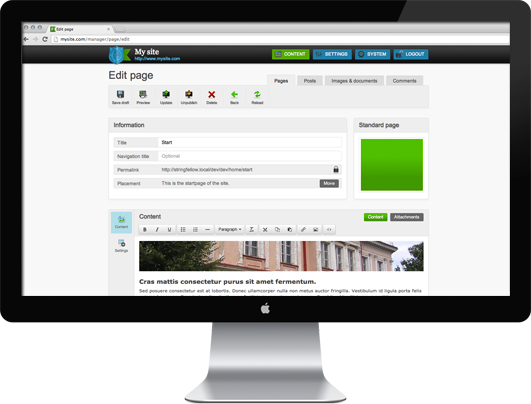 Edit page
mysite.com/manager/page/edit
My site
http://www.mysite.com
CONTENT
SETTINGS
SYSTEM
LOGOUT
Edit page
Pages
Posts
Images & documents
Comments
Save draft
Preview
Update
Unpublish
Delete
Back
Reload
Information
Standard page
Title
Start
Navigation title
Optional
Permalink
http://stringfellow.local/dev/dev/home/start
Placement
This is the startpage of the site.
Move
Content
Content
Attachments
Content
Settings
B
I
U
Paragraph
Cras mattis consectetur purus sit amet fermentum.
Sed posuere consectetur est at lobortis. Donec ullamcorper nulla non metus auctor fringilla. Vestibulum id ligula porta felis